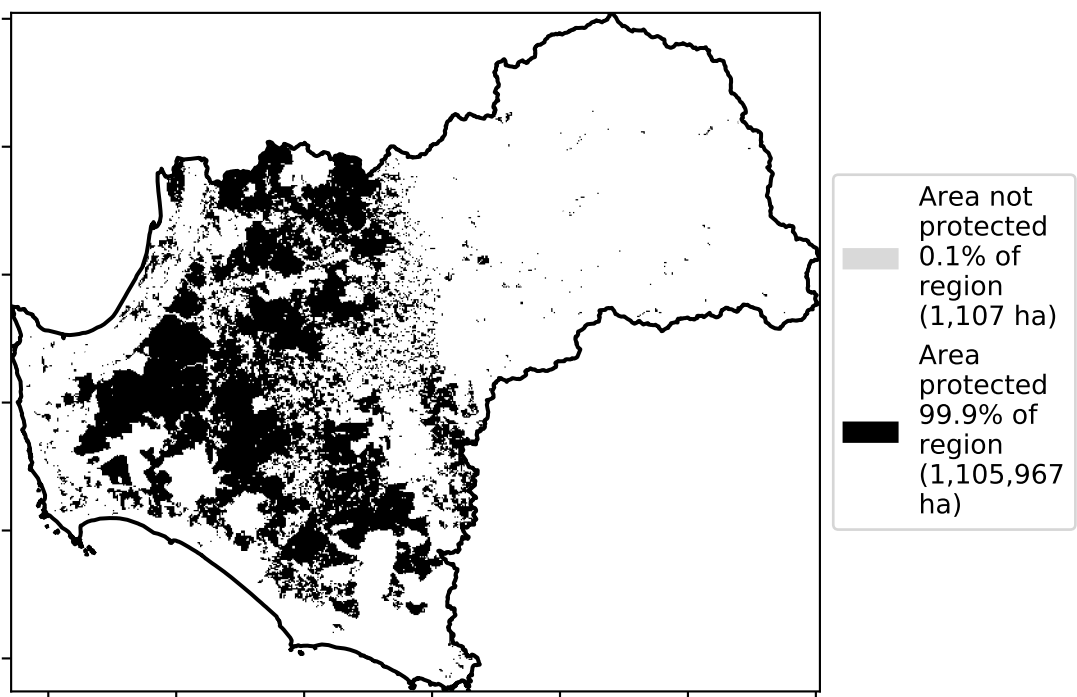 Area not
protected
0.1% of
region
(1,107 ha)
Area
protected
99.9% of
region
(1,105,967
ha)